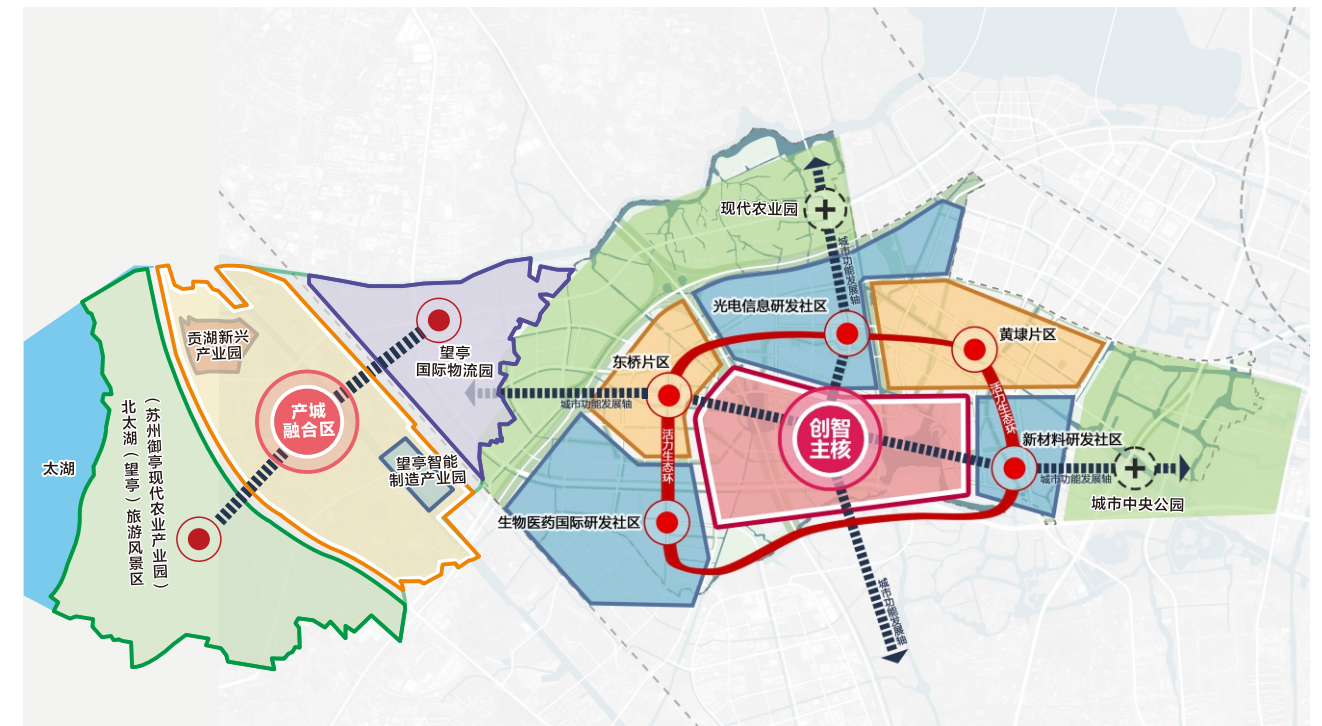 现代农业园
城市功能发展轴
光电信息研发社区
黄埭片区
贡湖新兴
产业园
望亭
国际物流园
东桥片区
城市功能发展轴
活力生态环
产城
融合区
创智
主核
活力生态环
新材料研发社区
城市功能发展轴
城市中央公园
太湖
北太湖（望亭）旅游风景区
（苏州御亭现代农业产业园）
望亭智能
制造产业园
生物医药国际研发社区
城市功能发展轴